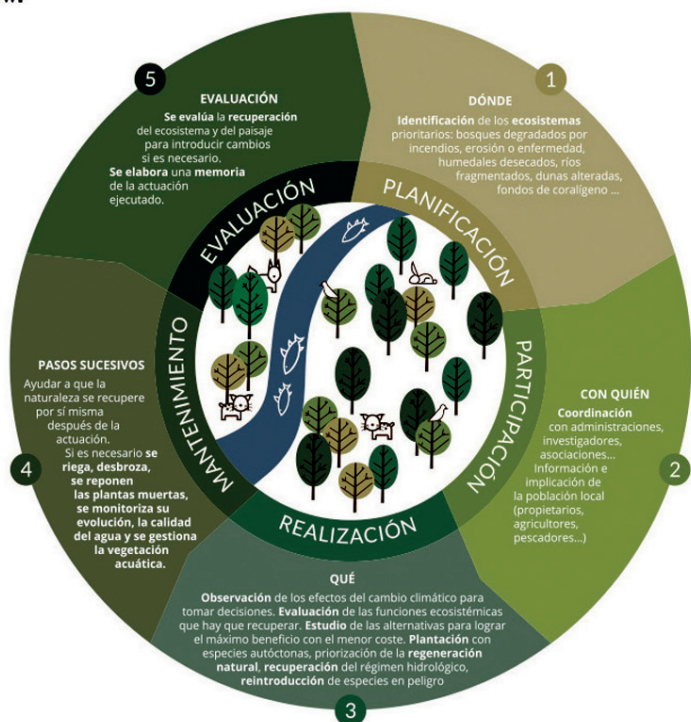 1
DÓNDE
Identificación de los ecosistemas
prioritarios: bosques degradados por
incendios, erosión o enfermedad,
humedales desecados, ríos
fragmentados, dunas alteradas,
fondos de coralígeno ...
PLANIFICACIÓN
2
CON QUIÉN
Coordinación
con administraciones,
investigadores,
asociaciones...
Información e
implicación de
la población local
(propietarios,
agricultores,
pescadores...)
PARTICIPACIÓN
3
QUÉ
Observación de los efectos del cambio climático para
tomar decisiones. Evaluación de las funciones ecosistémicas
que hay que recuperar. Estudio de las alternativas para lograr
el máximo beneficio con el menor coste. Plantación con
especies autóctonas, priorización de la regeneración
natural, recuperación del régimen hidrológico,
reintroducción de especies en peligro
REALIZACIÓN
4
PASOS SUCESIVOS
Ayudar a que la
naturaleza se recupere
por sí misma
después de la
actuación.
Si es necesario se
riega, desbroza,
se reponen
las plantas muertas,
se monitoriza su
evolución, la calidad
del agua y se gestiona
la vegetación
acuática.
MANTENIMIENTO
5
EVALUACIÓN
Se evalúa la recuperación
del ecosistema y del paisaje
para introducir cambios
si es necesario.
Se elabora una memoria
de la actuación
ejecutado.
EVALUACIÓN